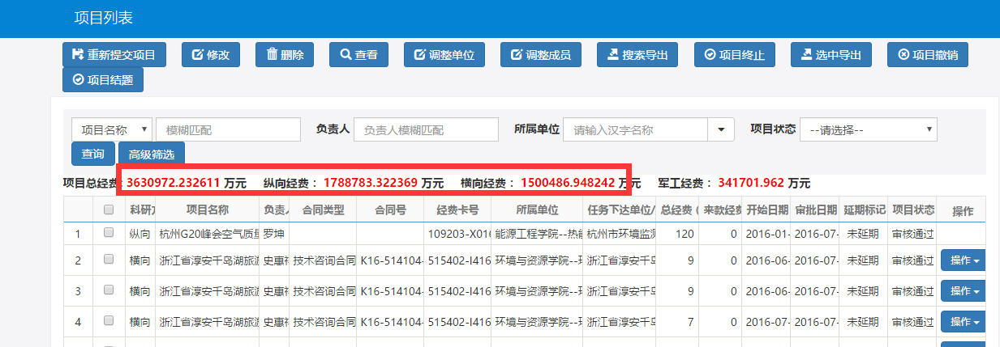 项目列表
重新提交项目 修改 删除 查看 调整单位 调整成员 搜索导出 项目终止 选中导出 项目撤销
项目结题
项目名称 模糊匹配 负责人 负责人模糊匹配 所属单位 请输入汉字名称 项目状态 --请选择--
查询 高级筛选
项目总经费: 3630972.232611 万元 纵向经费： 1788783.322369 万元 横向经费： 1500486.948242 万元 军工经费： 341701.962 万元
科研 项目名称 负责人 合同类型 合同号 经费卡号 所属单位 任务下达单位/ 总经费 ( 来款经费 开始日期 审批日期 延期标记 项目状态 操作
1 纵向 杭州G20峰会空气质量 罗坤 109203-X016 能源工程学院--热能 杭州市环境监测 120 0 2016-01- 2016-07- 未延期 审核通过
2 横向 浙江省淳安千岛湖旅游 史惠祥 技术咨询合同 K16-514104- 515402-I416 环境与资源学院--环 浙江省淳安千岛 9 0 2016-06- 2016-07- 未延期 审核通过 操作
3 横向 浙江省淳安千岛湖旅游 史惠祥 技术咨询合同 K16-514104- 515402-I416 环境与资源学院--环 浙江省淳安千岛 9 0 2016-06- 2016-07- 未延期 审核通过 操作
4 横向 浙江省淳安千岛湖旅游 史惠祥 技术咨询合同 K16-514104- 515402-I416 环境与资源学院--环 浙江省淳安千岛 7 0 2016-07- 2016-07- 未延期 审核通过 操作